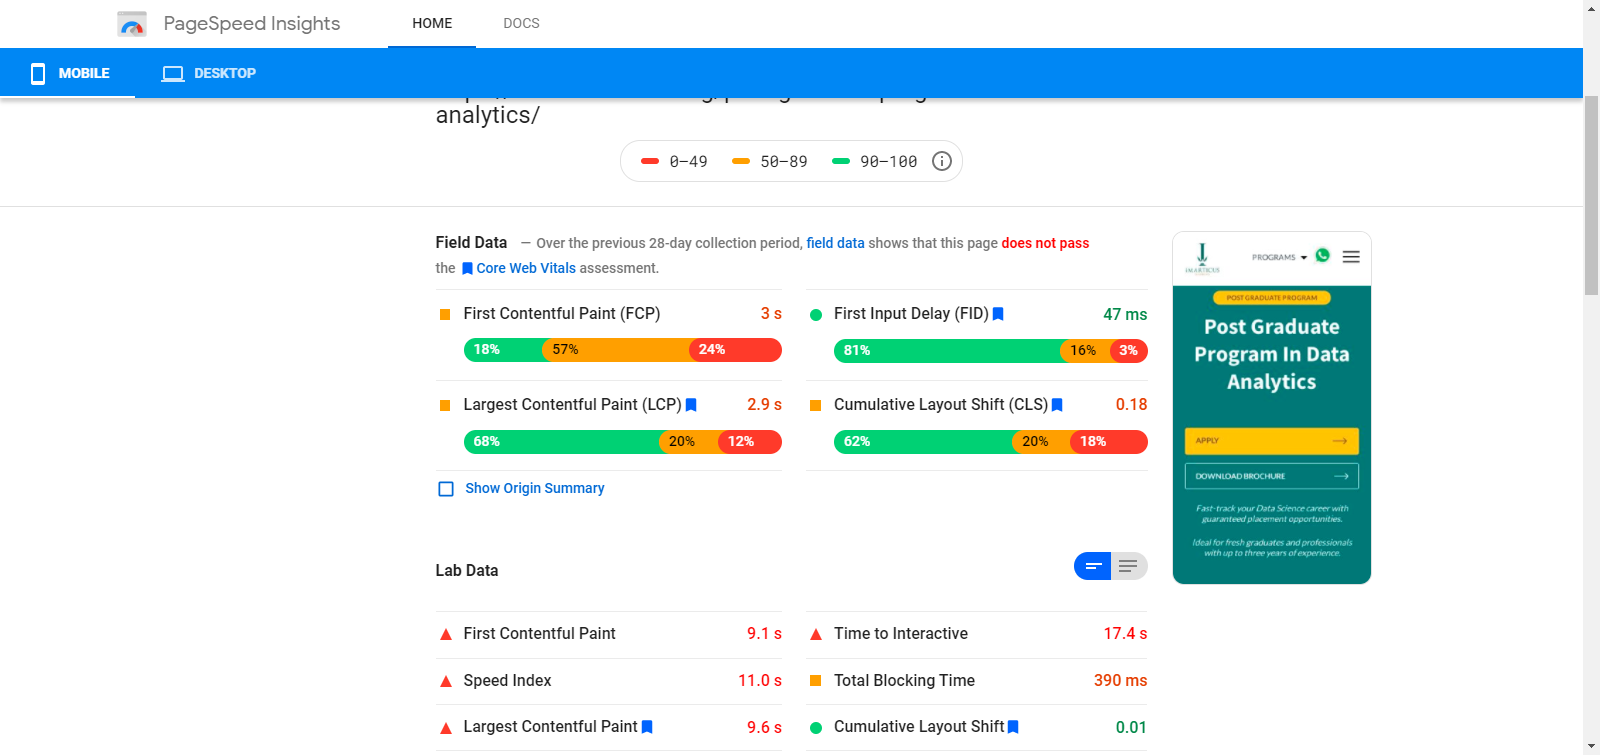 PageSpeed Insights
HOME
DOCS
MOBILE
DESKTOP
analytics/
0–49
50–89
90–100
Field Data — Over the previous 28-day collection period, field data shows that this page does not pass
the Core Web Vitals assessment.
First Contentful Paint (FCP) 3 s
18% 57% 24%
First Input Delay (FID) 47 ms
81% 16% 3%
Largest Contentful Paint (LCP) 2.9 s
68% 20% 12%
Cumulative Layout Shift (CLS) 0.18
62% 20% 18%
Show Origin Summary
PROGRAMS
POST GRADUATE PROGRAM
Post Graduate
Program In Data
Analytics
APPLY
DOWNLOAD BROCHURE
Fast-track your Data Science career with
guaranteed placement opportunities.
Ideal for fresh graduates and professionals
with up to three years of experience.
Lab Data
First Contentful Paint 9.1 s
Time to Interactive 17.4 s
Speed Index 11.0 s
Total Blocking Time 390 ms
Largest Contentful Paint 9.6 s
Cumulative Layout Shift 0.01